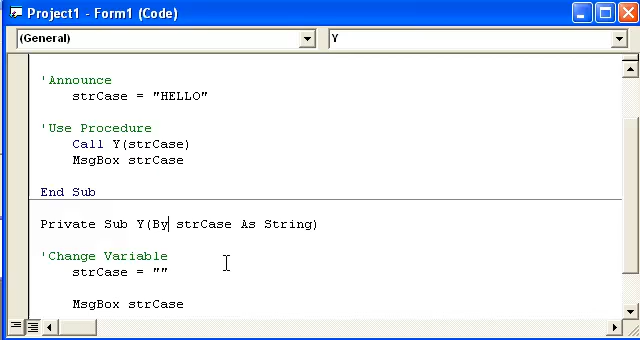 Project1 - Form1 (Code)
(General)
Y
'Announce
strCase = "HELLO"
'Use Procedure
Call Y(strCase)
MsgBox strCase
End Sub
Private Sub Y(By strCase As String)
'Change Variable
strCase = ""
MsgBox strCase